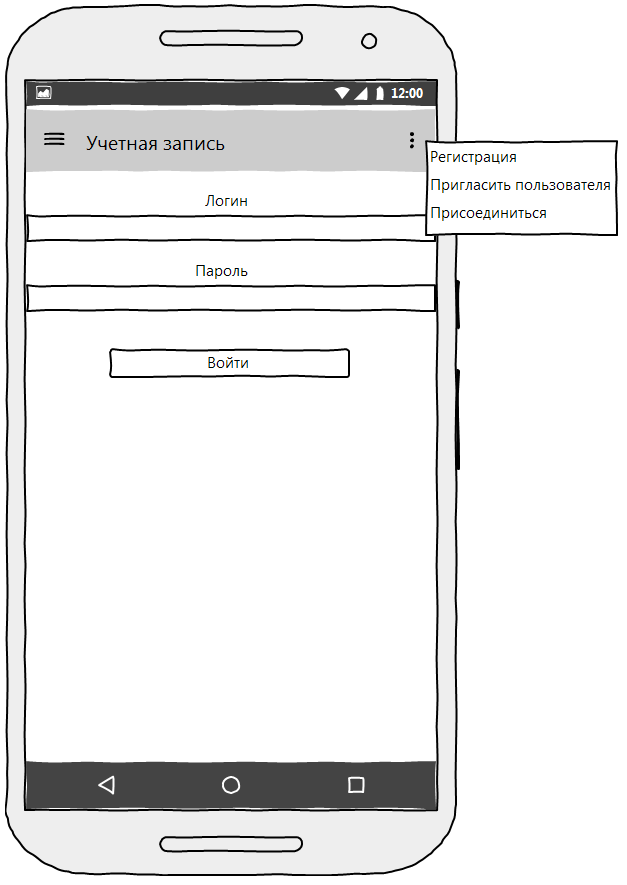 12:00
Учетная запись
Регистрация
Пригласить пользователя
Присоединиться
Логин
Пароль
Войти